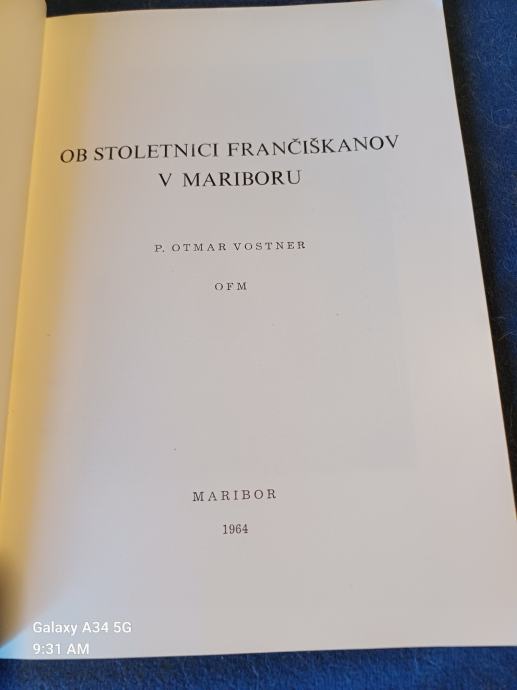 OB STOLETNICI FRANČIŠKANOV
V MARIBORU
P. OTMAR VOSTNER
OFM
MARIBOR
1964
Galaxy A34 5G
9:31 AM